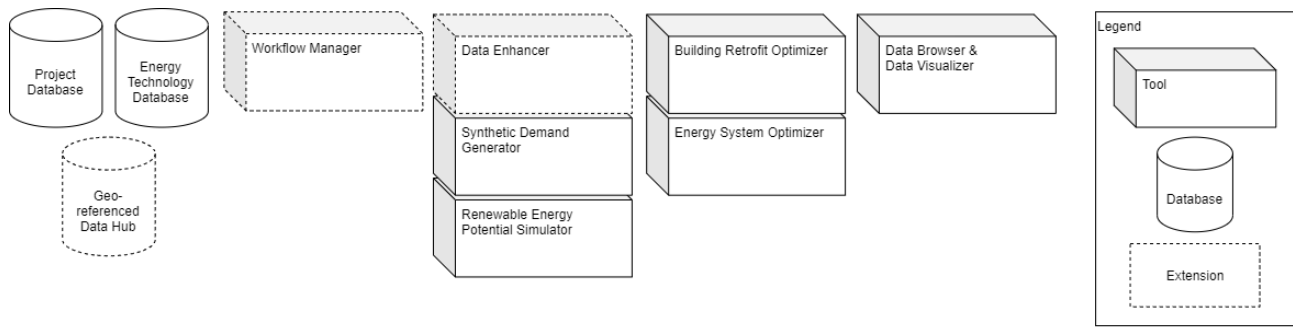 Project
Database
Energy
Technology
Database
Geo-
referenced
Data Hub
Workflow Manager
Data Enhancer
Synthetic Demand
Generator
Renewable Energy
Potential Simulator
Building Retrofit Optimizer
Energy System Optimizer
Data Browser &
Data Visualizer
Legend
Tool
Database
Extension